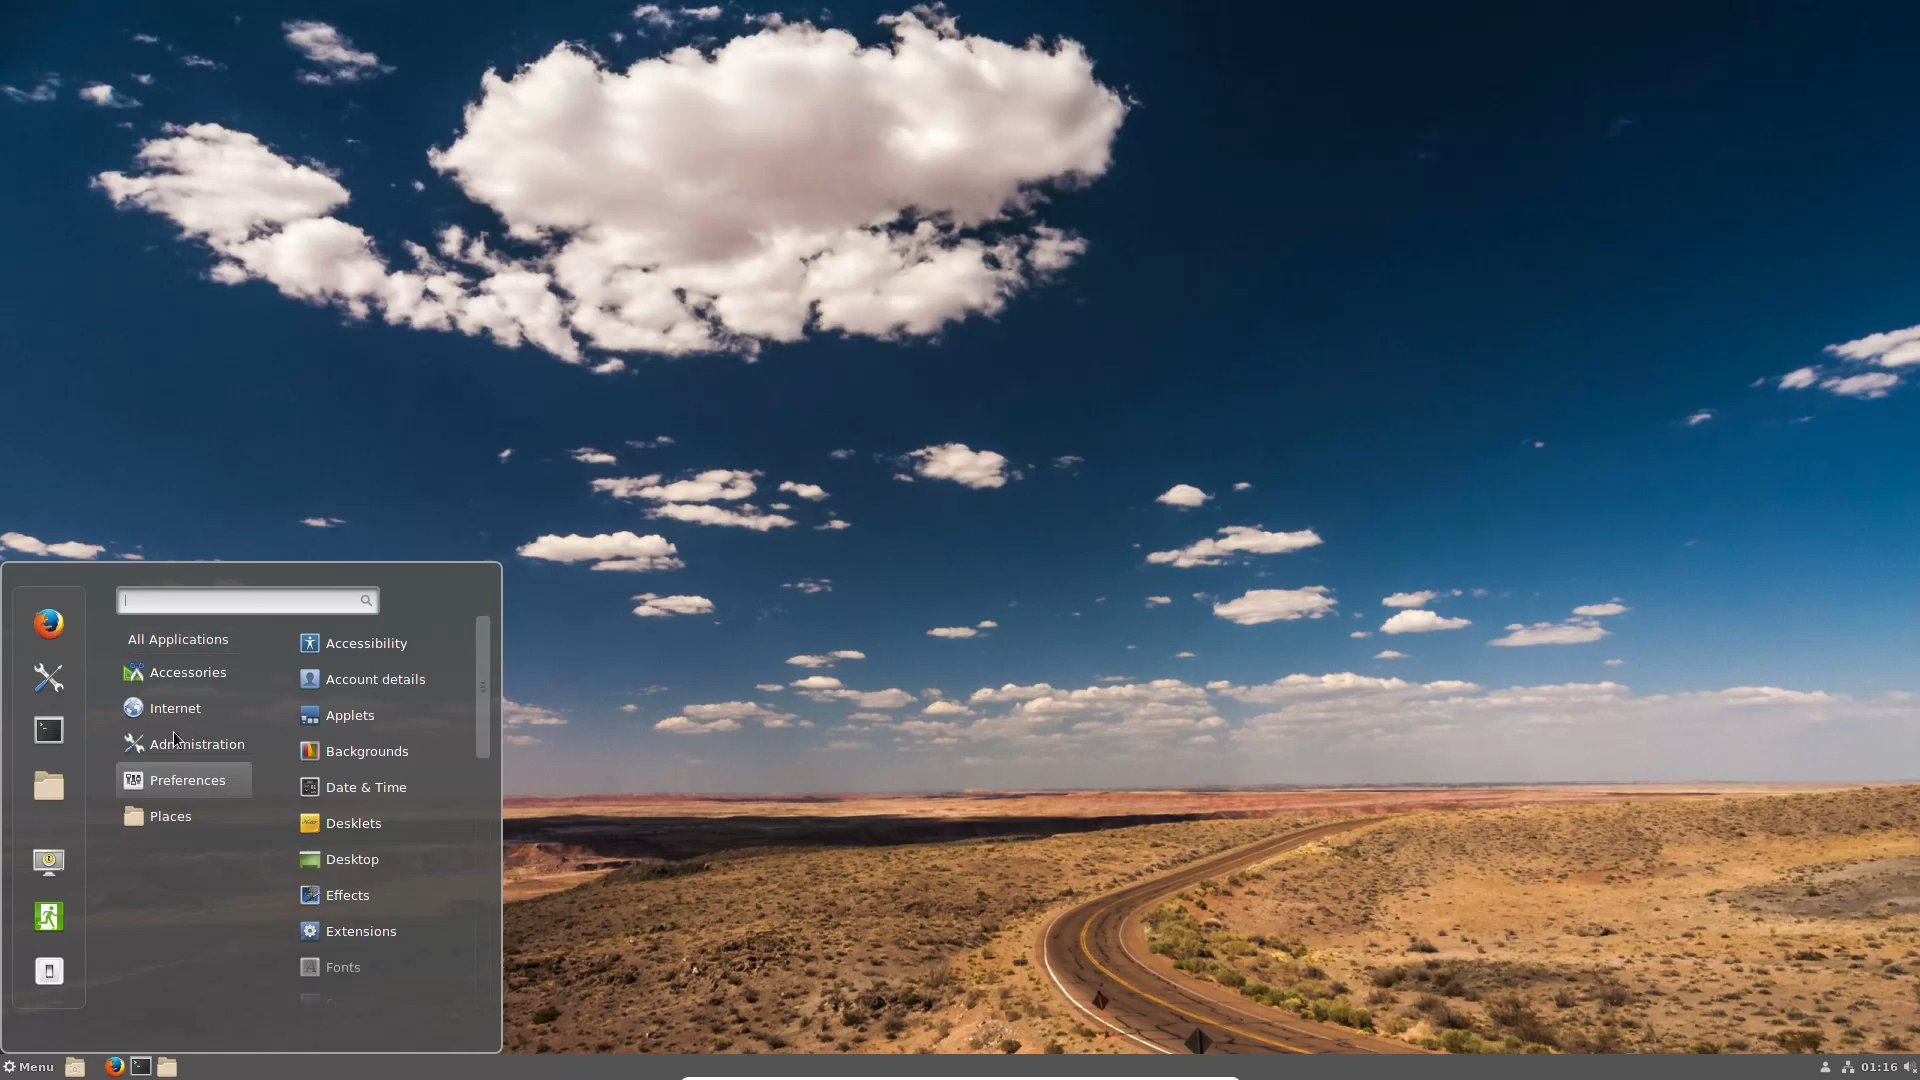 All Applications
Accessories
Internet
Administration
Preferences
Places
Accessibility
Account details
Applets
Backgrounds
Date & Time
Desklets
Desktop
Effects
Extensions
Fonts
Menu
01:16